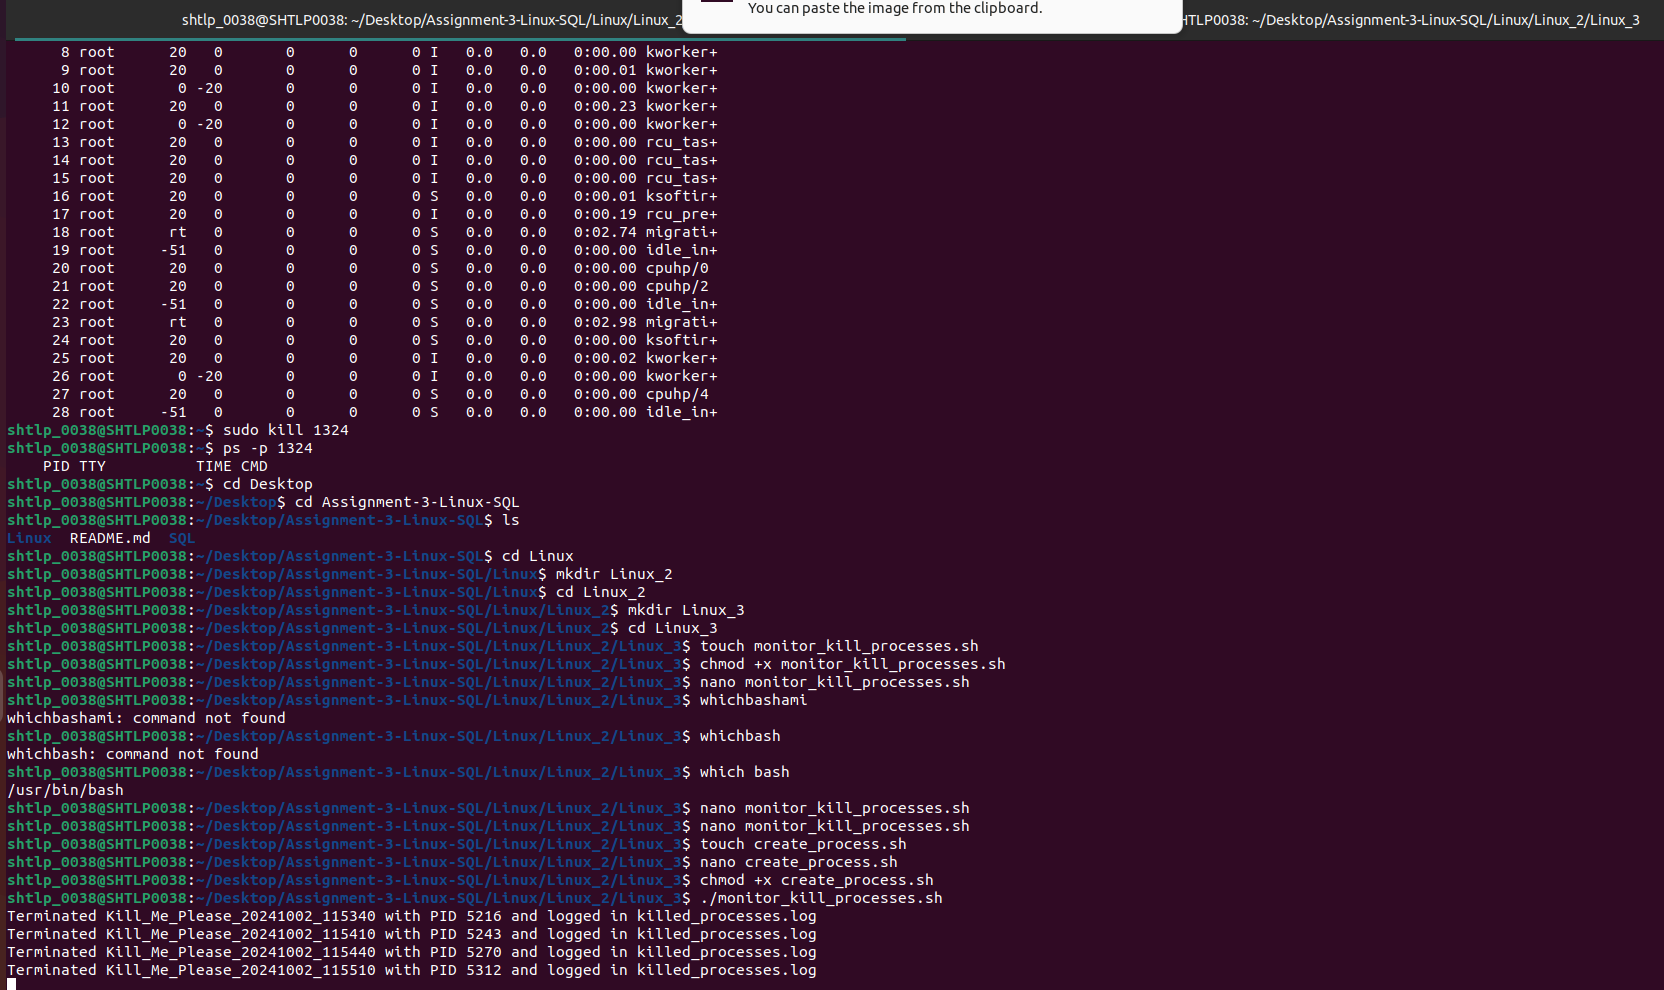 shtlp_0038@SHTLP0038: ~/Desktop/Assignment-3-Linux-SQL/Linux/Linux_2
You can paste the image from the clipboard.
HTLP0038: ~/Desktop/Assignment-3-Linux-SQL/Linux/Linux_2/Linux_3
8 root 20 0 0 0 0 I 0.0 0.0 0:00.00 kworker+
9 root 20 0 0 0 0 I 0.0 0.0 0:00.01 kworker+
10 root 0 -20 0 0 0 I 0.0 0.0 0:00.00 kworker+
11 root 20 0 0 0 0 I 0.0 0.0 0:00.23 kworker+
12 root 0 -20 0 0 0 I 0.0 0.0 0:00.00 kworker+
13 root 20 0 0 0 0 I 0.0 0.0 0:00.00 rcu_tas+
14 root 20 0 0 0 0 I 0.0 0.0 0:00.00 rcu_tas+
15 root 20 0 0 0 0 I 0.0 0.0 0:00.00 rcu_tas+
16 root 20 0 0 0 0 S 0.0 0.0 0:00.01 ksoftir+
17 root 20 0 0 0 0 I 0.0 0.0 0:00.19 rcu_pre+
18 root rt 0 0 0 0 S 0.0 0.0 0:02.74 migrati+
19 root -51 0 0 0 0 S 0.0 0.0 0:00.00 idle_in+
20 root 20 0 0 0 0 S 0.0 0.0 0:00.00 cpuhp/0
21 root 20 0 0 0 0 S 0.0 0.0 0:00.00 cpuhp/2
22 root -51 0 0 0 0 S 0.0 0.0 0:00.00 idle_in+
23 root rt 0 0 0 0 S 0.0 0.0 0:02.98 migrati+
24 root 20 0 0 0 0 S 0.0 0.0 0:00.00 ksoftir+
25 root 20 0 0 0 0 I 0.0 0.0 0:00.02 kworker+
26 root 0 -20 0 0 0 I 0.0 0.0 0:00.00 kworker+
27 root 20 0 0 0 0 S 0.0 0.0 0:00.00 cpuhp/4
28 root -51 0 0 0 0 S 0.0 0.0 0:00.00 idle_in+
shtlp_0038@SHTLP0038:~$ sudo kill 1324
shtlp_0038@SHTLP0038:~$ ps -p 1324
PID TTY TIME CMD
shtlp_0038@SHTLP0038:~$ cd Desktop
shtlp_0038@SHTLP0038:~/Desktop$ cd Assignment-3-Linux-SQL
shtlp_0038@SHTLP0038:~/Desktop/Assignment-3-Linux-SQL$ ls
Linux README.md SQL
shtlp_0038@SHTLP0038:~/Desktop/Assignment-3-Linux-SQL$ cd Linux
shtlp_0038@SHTLP0038:~/Desktop/Assignment-3-Linux-SQL/Linux$ mkdir Linux_2
shtlp_0038@SHTLP0038:~/Desktop/Assignment-3-Linux-SQL/Linux$ cd Linux_2
shtlp_0038@SHTLP0038:~/Desktop/Assignment-3-Linux-SQL/Linux/Linux_2$ mkdir Linux_3
shtlp_0038@SHTLP0038:~/Desktop/Assignment-3-Linux-SQL/Linux/Linux_2$ cd Linux_3
shtlp_0038@SHTLP0038:~/Desktop/Assignment-3-Linux-SQL/Linux/Linux_2/Linux_3$ touch monitor_kill_processes.sh
shtlp_0038@SHTLP0038:~/Desktop/Assignment-3-Linux-SQL/Linux/Linux_2/Linux_3$ chmod +x monitor_kill_processes.sh
shtlp_0038@SHTLP0038:~/Desktop/Assignment-3-Linux-SQL/Linux/Linux_2/Linux_3$ nano monitor_kill_processes.sh
shtlp_0038@SHTLP0038:~/Desktop/Assignment-3-Linux-SQL/Linux/Linux_2/Linux_3$ whichbashami
whichbashami: command not found
shtlp_0038@SHTLP0038:~/Desktop/Assignment-3-Linux-SQL/Linux/Linux_2/Linux_3$ whichbash
whichbash: command not found
shtlp_0038@SHTLP0038:~/Desktop/Assignment-3-Linux-SQL/Linux/Linux_2/Linux_3$ which bash
/usr/bin/bash
shtlp_0038@SHTLP0038:~/Desktop/Assignment-3-Linux-SQL/Linux/Linux_2/Linux_3$ nano monitor_kill_processes.sh
shtlp_0038@SHTLP0038:~/Desktop/Assignment-3-Linux-SQL/Linux/Linux_2/Linux_3$ nano monitor_kill_processes.sh
shtlp_0038@SHTLP0038:~/Desktop/Assignment-3-Linux-SQL/Linux/Linux_2/Linux_3$ touch create_process.sh
shtlp_0038@SHTLP0038:~/Desktop/Assignment-3-Linux-SQL/Linux/Linux_2/Linux_3$ nano create_process.sh
shtlp_0038@SHTLP0038:~/Desktop/Assignment-3-Linux-SQL/Linux/Linux_2/Linux_3$ chmod +x create_process.sh
shtlp_0038@SHTLP0038:~/Desktop/Assignment-3-Linux-SQL/Linux/Linux_2/Linux_3$ ./monitor_kill_processes.sh
Terminated Kill_Me_Please_20241002_115340 with PID 5216 and logged in killed_processes.log
Terminated Kill_Me_Please_20241002_115410 with PID 5243 and logged in killed_processes.log
Terminated Kill_Me_Please_20241002_115440 with PID 5270 and logged in killed_processes.log
Terminated Kill_Me_Please_20241002_115510 with PID 5312 and logged in killed_processes.log